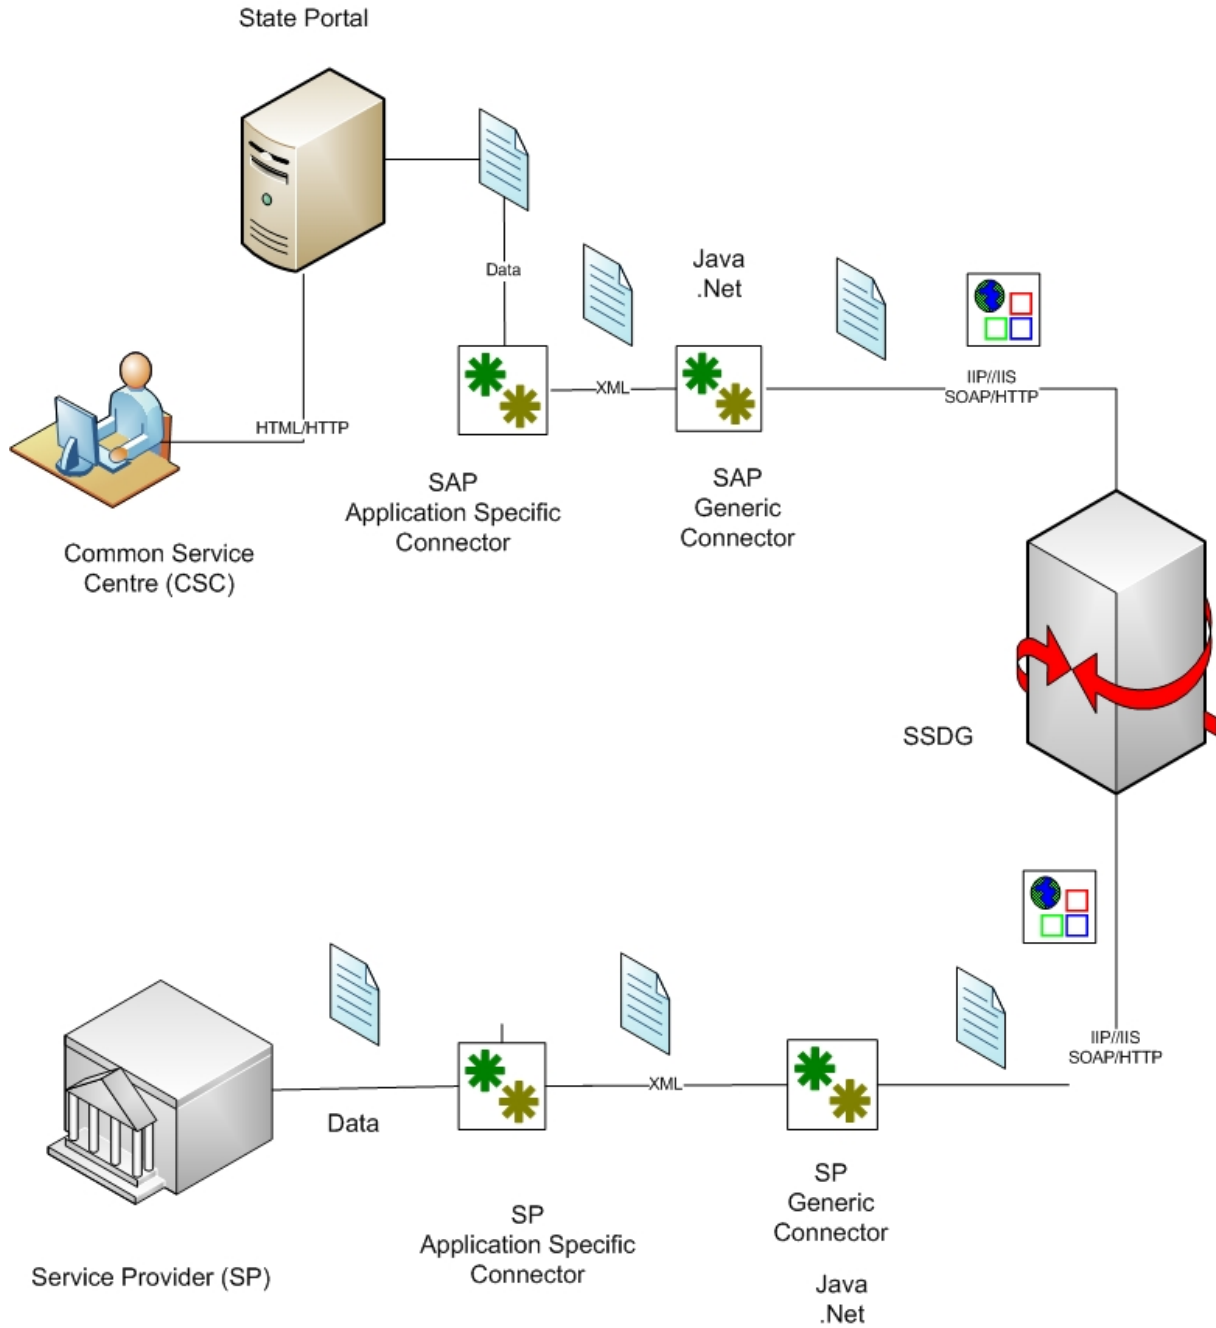 State Portal
Data
Java
.Net
XML
IIP//IIS
SOAP/HTTP
HTML/HTTP
SAP
Application Specific
Connector
SAP
Generic
Connector
Common Service
Centre (CSC)
SSDG
IIP//IIS
SOAP/HTTP
XML
Data
SP
Generic
Connector
SP
Application Specific
Connector
Service Provider (SP)
Java
.Net